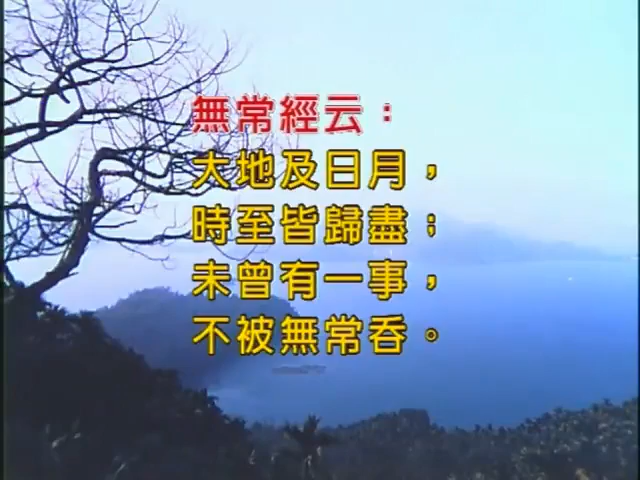 無常經云：
大地及日月，
時至皆歸盡；
未曾有一事，
不被無常吞。